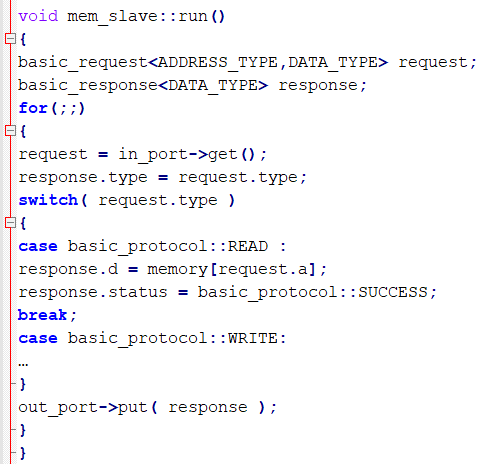 void mem_slave::run()
{
basic_request<ADDRESS_TYPE,DATA_TYPE> request;
basic_response<DATA_TYPE> response;
for(;;)
{
request = in_port->get();
response.type = request.type;
switch( request.type )
{
case basic_protocol::READ :
response.d = memory[request.a];
response.status = basic_protocol::SUCCESS;
break;
case basic_protocol::WRITE:
…
}
out_port->put( response );
}
}